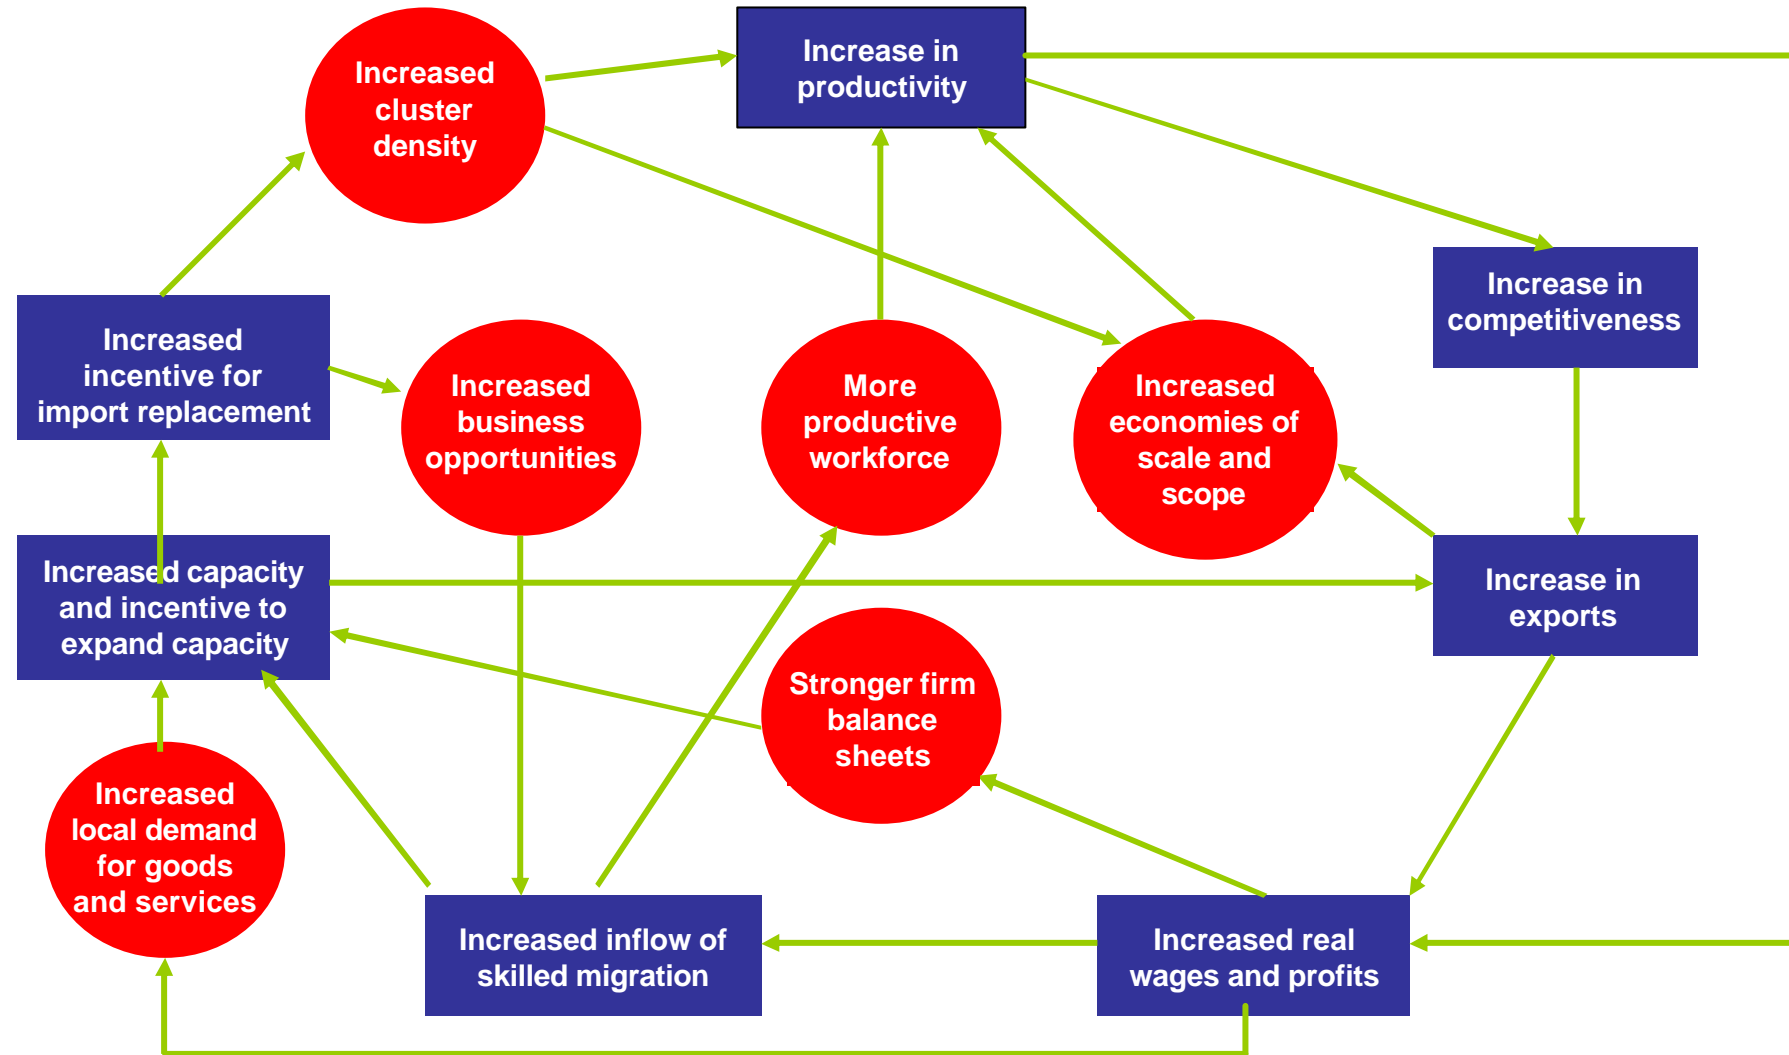 Increased
cluster
density
Increase in
productivity
Increase in
competitiveness
Increased
incentive for
import replacement
Increased
business
opportunities
More
productive
workforce
Increased
economies of
scale and
scope
Increased capacity
and incentive to
expand capacity
Increase in
exports
Stronger firm
balance
sheets
Increased
local demand
for goods
and services
Increased inflow of
skilled migration
Increased real
wages and profits